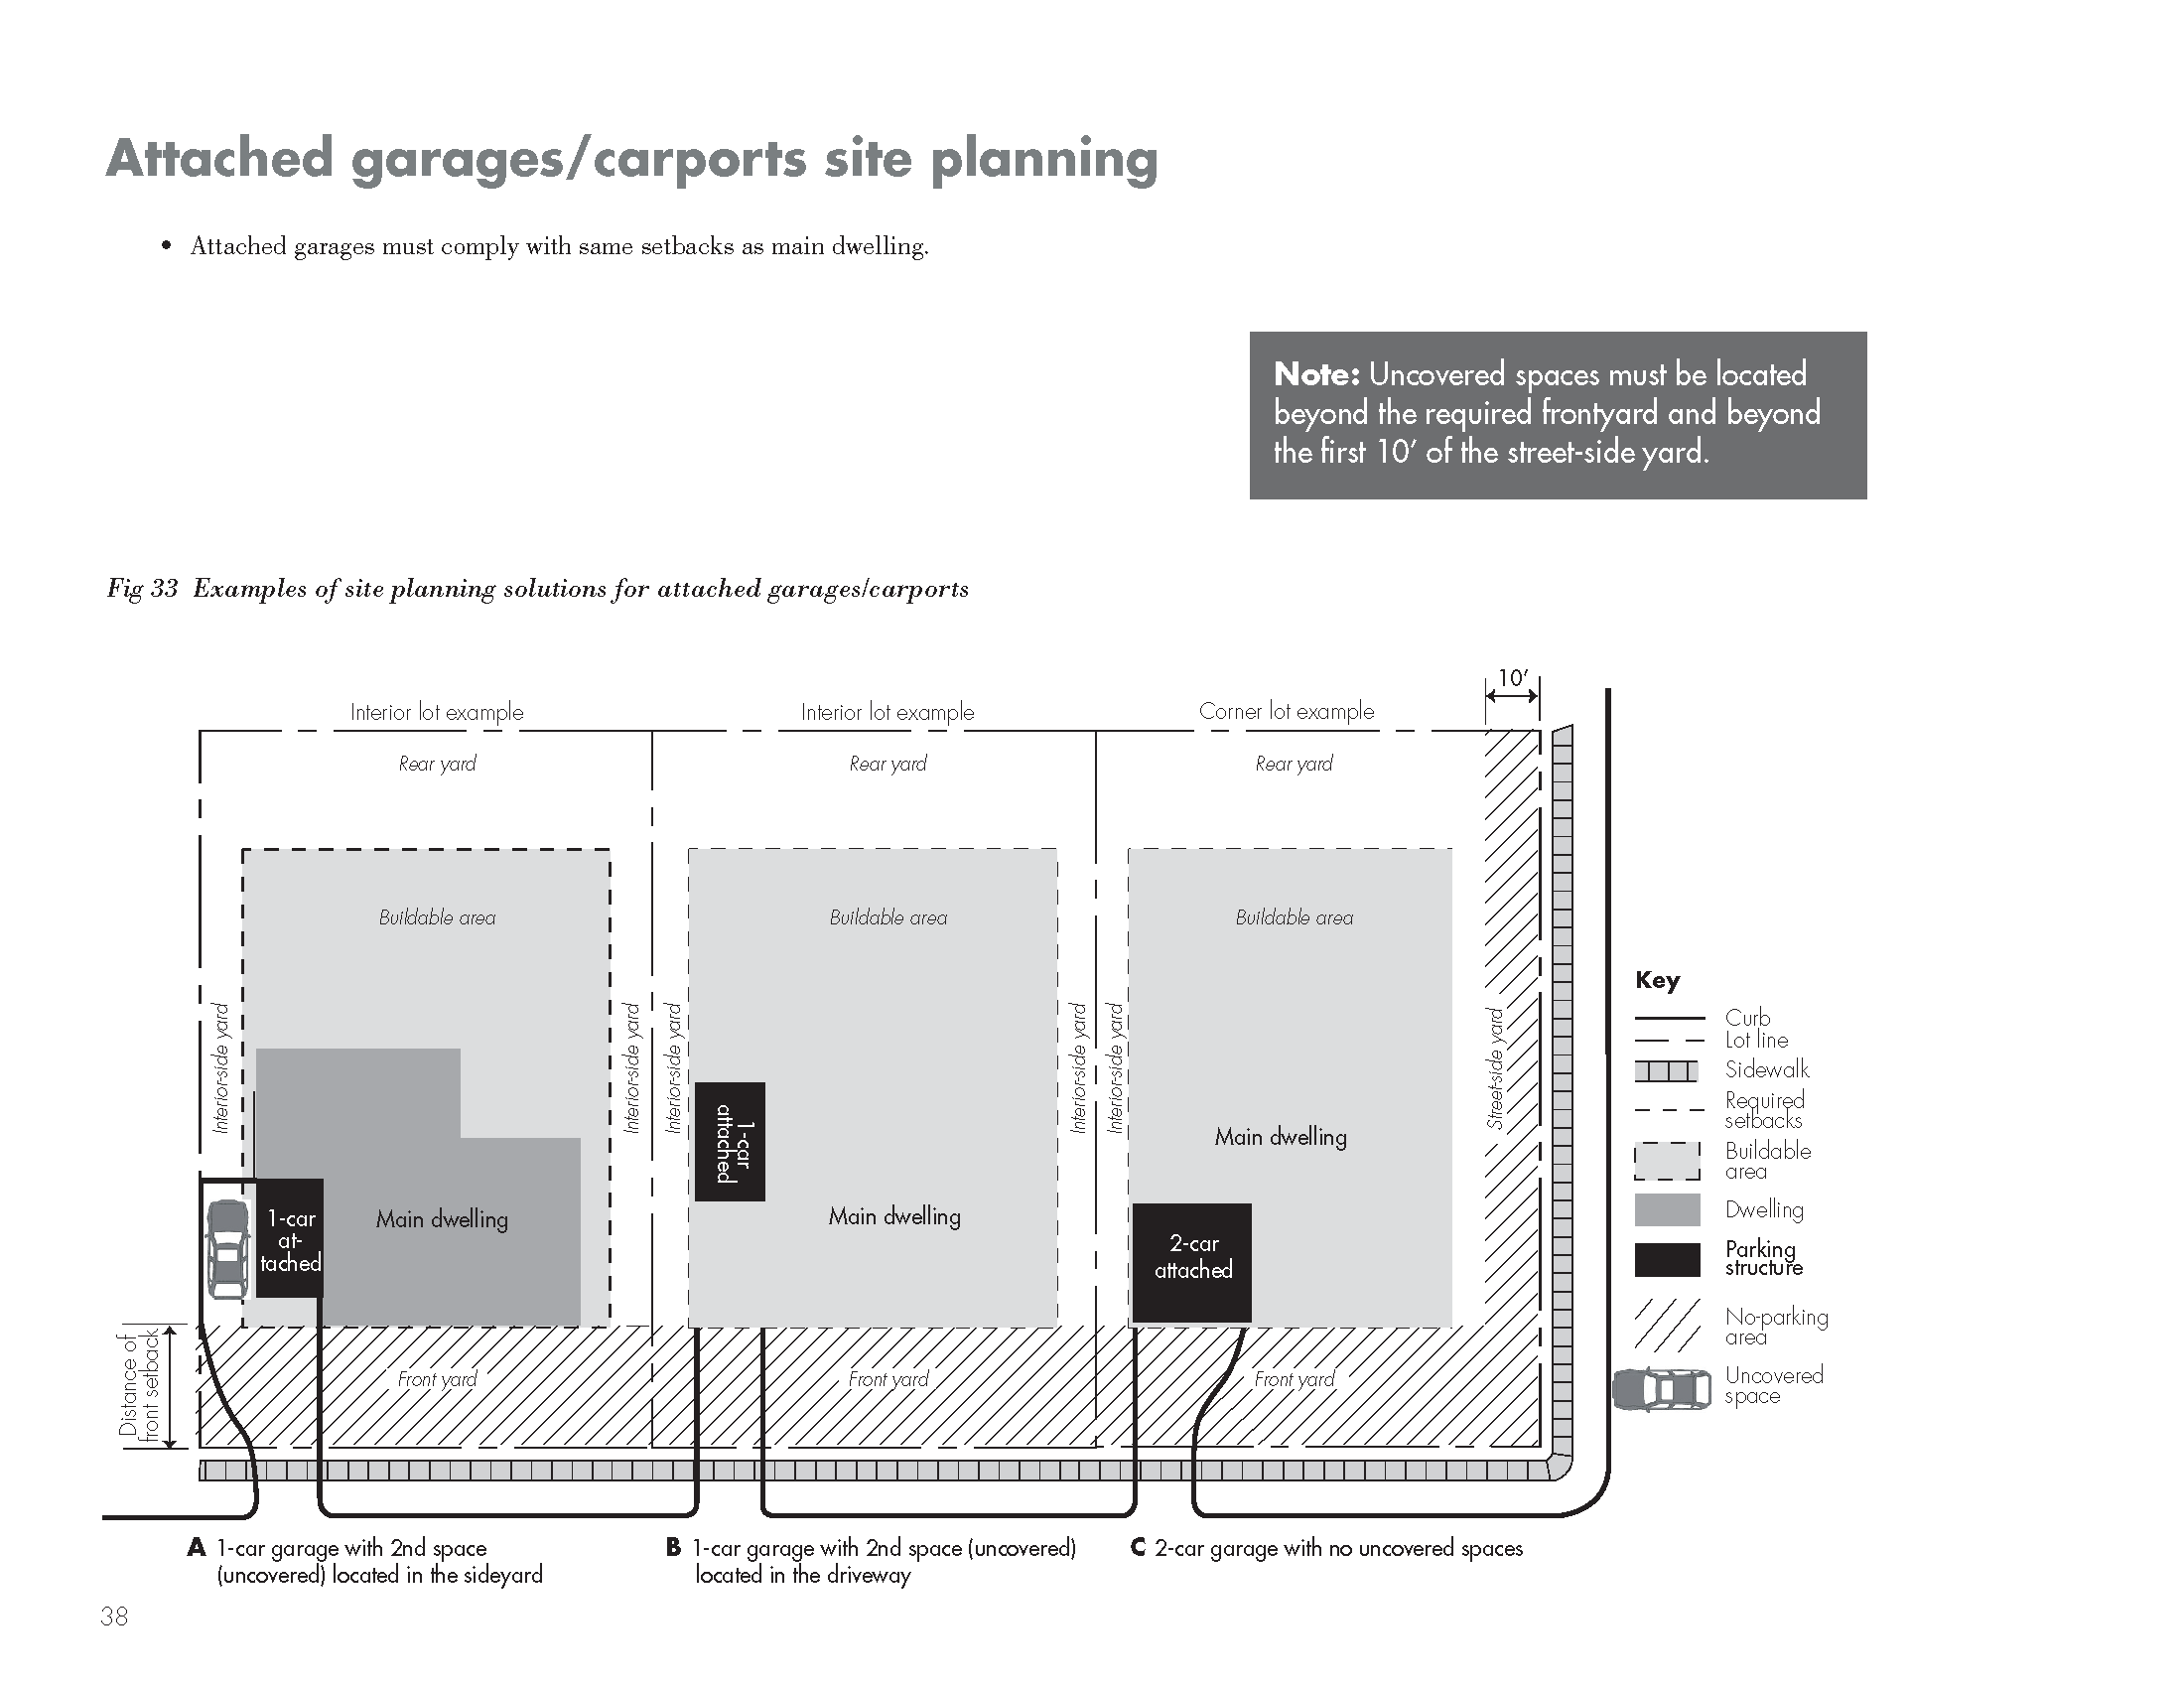 Attached garages/carports site planning
• Attached garages must comply with same setbacks as main dwelling.
Note: Uncovered spaces must be located
beyond the required frontyard and beyond
the first 10’ of the street-side yard.
Fig 33 Examples of site planning solutions for attached garages/carports
10’
Interior lot example
Interior lot example
Corner lot example
Rear yard
Rear yard
Rear yard
Buildable area
Buildable area
Buildable area
Interior-side yard
Interior-side yard
Interior-side yard
Interior-side yard
Interior-side yard
Street-side yard
1-car
attached
Main dwelling
1-car
at-
tached
Main dwelling
Main dwelling
2-car
attached
Distance of
front setback
Front yard
Front yard
Front yard
Key
Curb
Lot line
Sidewalk
Required
setbacks
Buildable
area
Dwelling
Parking
structure
No-parking
area
Uncovered
space
A 1-car garage with 2nd space
(uncovered) located in the sideyard
B 1-car garage with 2nd space (uncovered)
located in the driveway
C 2-car garage with no uncovered spaces
38